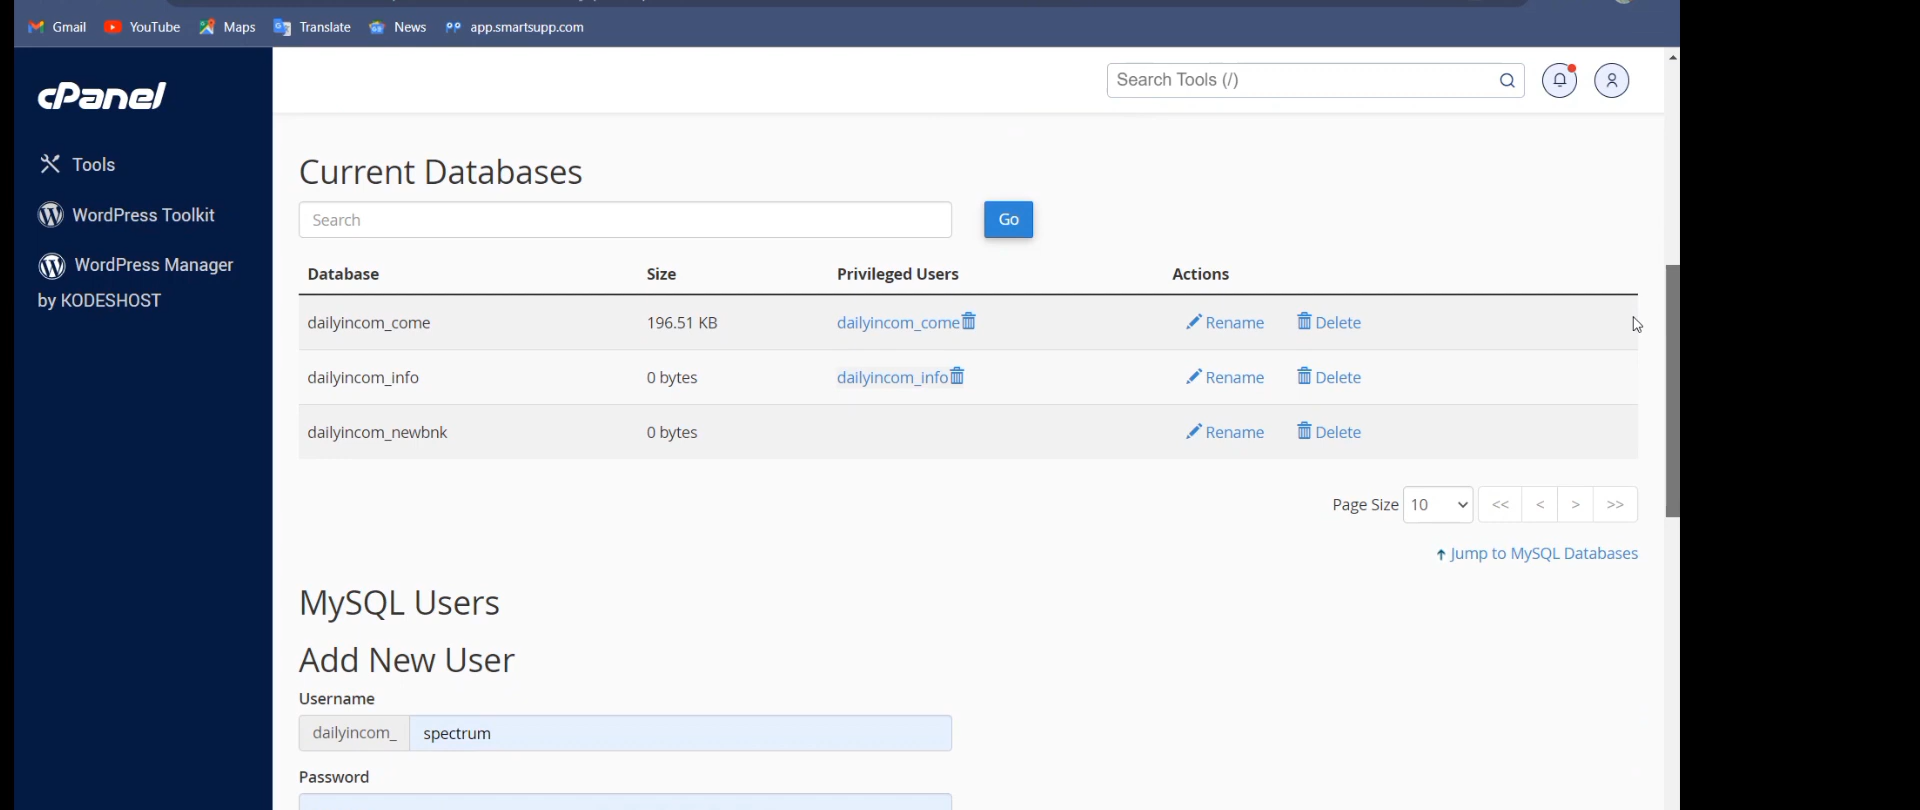 Gmail YouTube Maps Translate News app.smartsupp.com
cPanel
Search Tools (/)
Tools
WordPress Toolkit
WordPress Manager
by KODESHOST
Current Databases
Search Go
Database Size Privileged Users Actions
dailyincom_come 196.51 KB dailyincom_come Rename Delete
dailyincom_info 0 bytes dailyincom_info Rename Delete
dailyincom_newbnk 0 bytes Rename Delete
Page Size 10 << < > >>
Jump to MySQL Databases
MySQL Users
Add New User
Username
dailyincom_ spectrum
Password